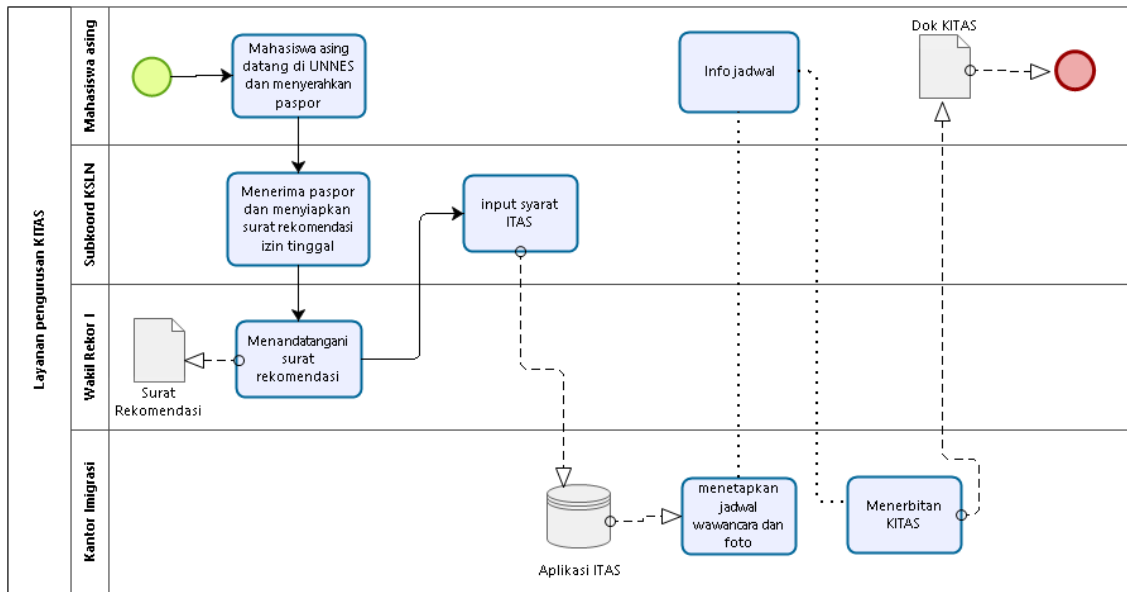 Layanan pengurusan KITAS
Mahasiswa asing
Mahasiswa asing
datang di UNNES
dan menyerahkan
paspor
Info jadwal
Dok KITAS
Subkoord KSLN
Menerima paspor
dan menyiapkan
surat rekomendasi
izin tinggal
input syarat
ITAS
Wakil Rekor I
Surat
Rekomendasi
Menandatangani
surat
rekomendasi
Kantor Imigrasi
Aplikasi ITAS
menetapkan
jadwal
wawancara dan
foto
Menerbitan
KITAS